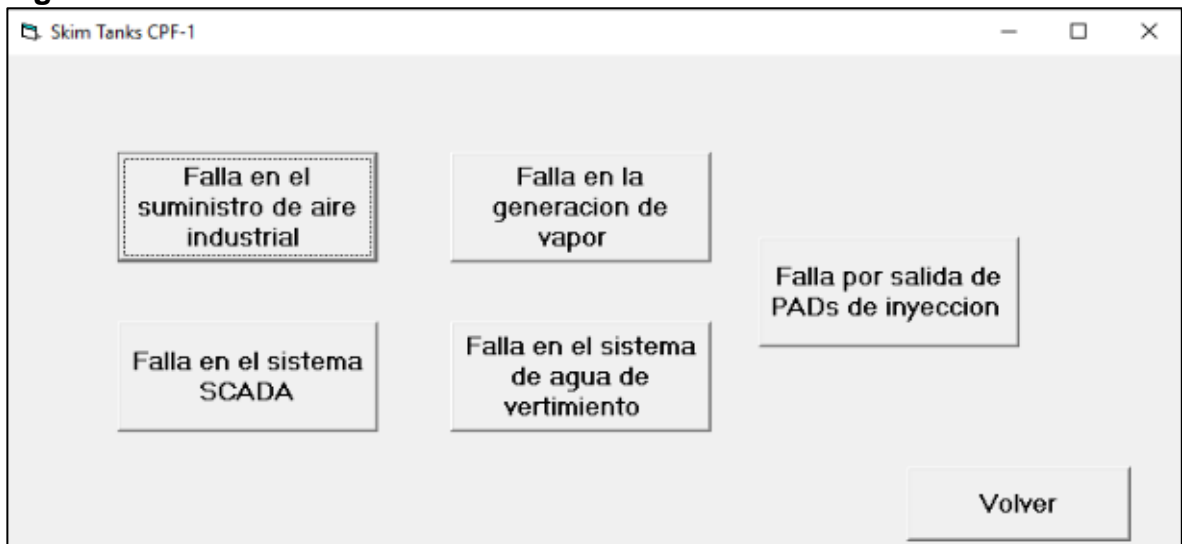 Skim Tanks CPF-1
Falla en el
suministro de aire
industrial
Falla en la
generacion de
vapor
Falla por salida de
PADs de inyeccion
Falla en el sistema
SCADA
Falla en el sistema
de agua de
vertimiento
Volver